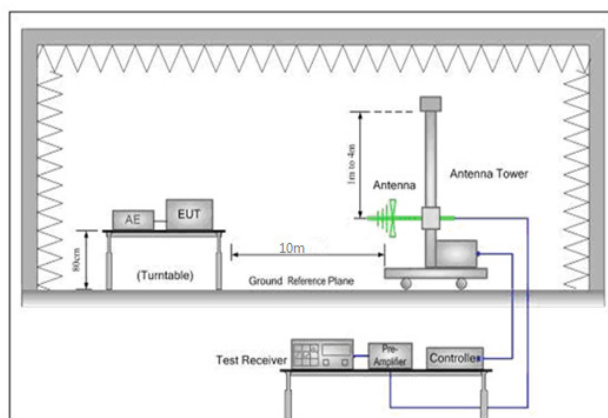 1m to 4m
Antenna
Antenna Tower
AE
EUT
80cm
(Turntable)
10m
Ground Reference Plane
Test Receiver
Pre-
Amplifier
Controller